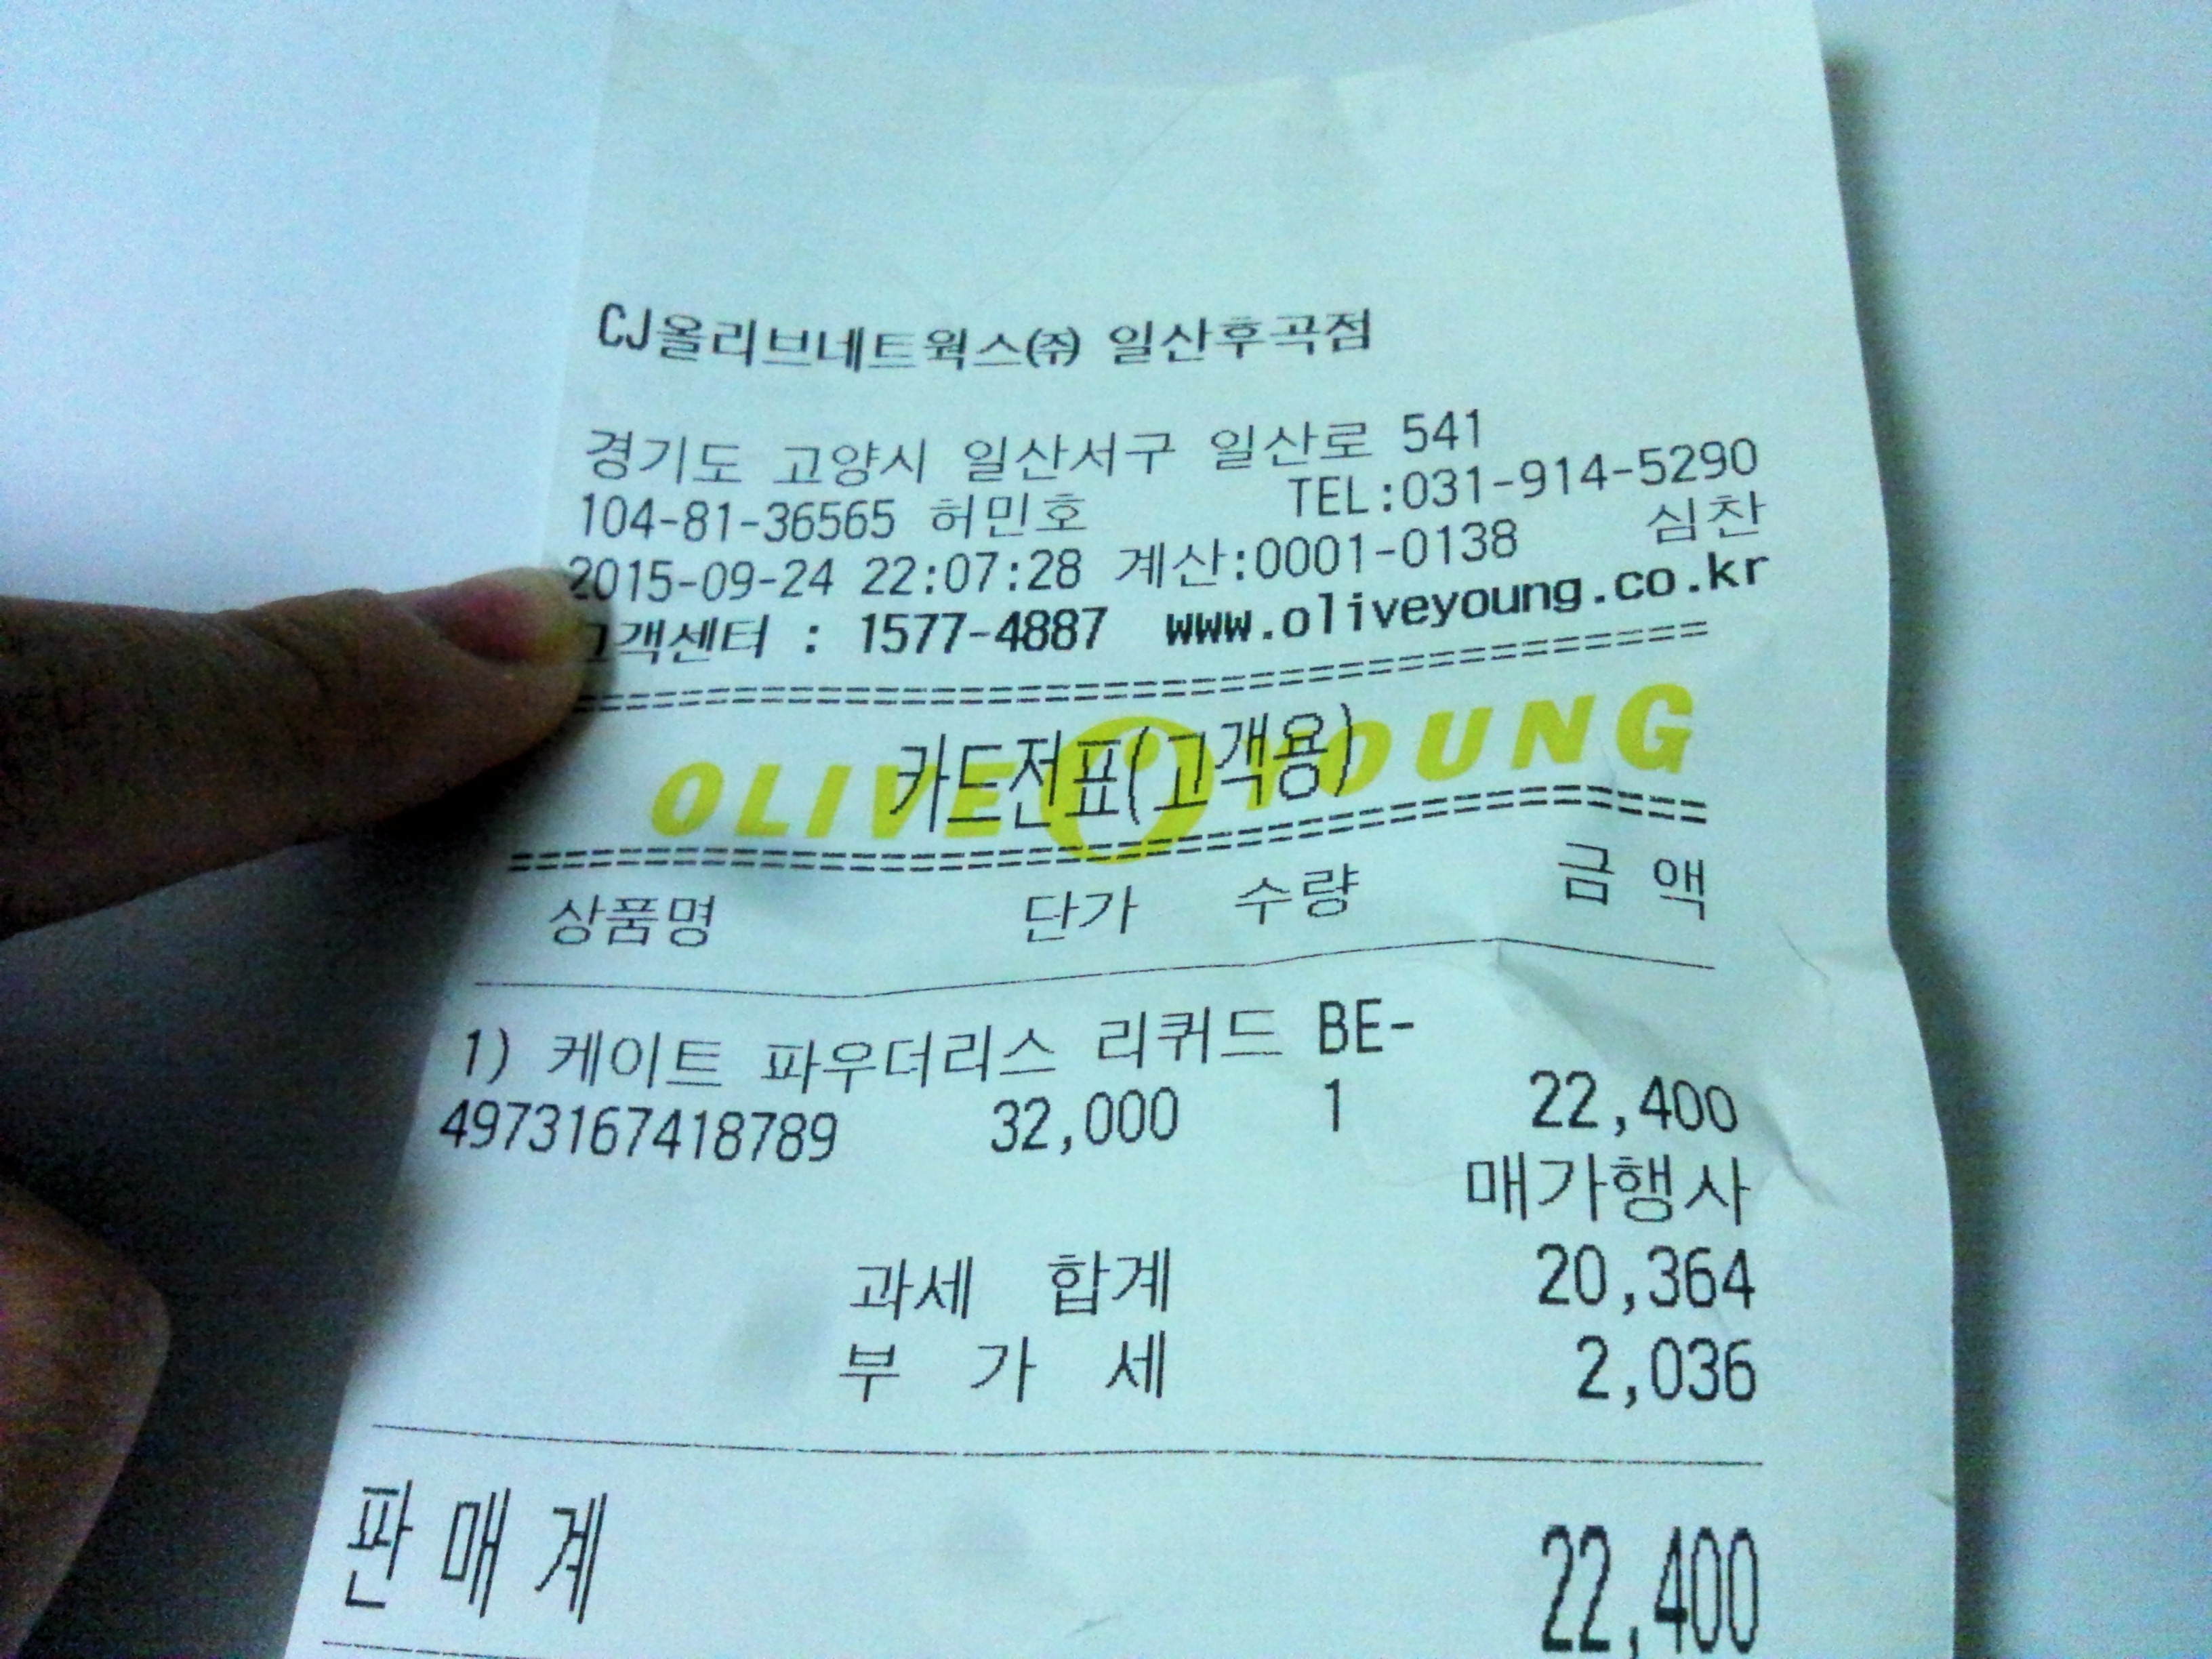 CJ올리브네트웍스㈜ 일산후곡점
경기도 고양시 일산서구 일산로 541
104-81-36565 허민호 TEL:031-914-5290
2015-09-24 22:07:28 계산:0001-0138 심찬
고객센터 : 1577-4887 www.oliveyoung.co.kr
OLIVE YOUNG
카드전표(고객용)
상품명 단가 수량 금 액
1) 케이트 파우더리스 리퀴드 BE-
4973167418789 32,000 1 22,400
매가행사
과세 합계 20,364
부 가 세 2,036
판 매 계 22,400